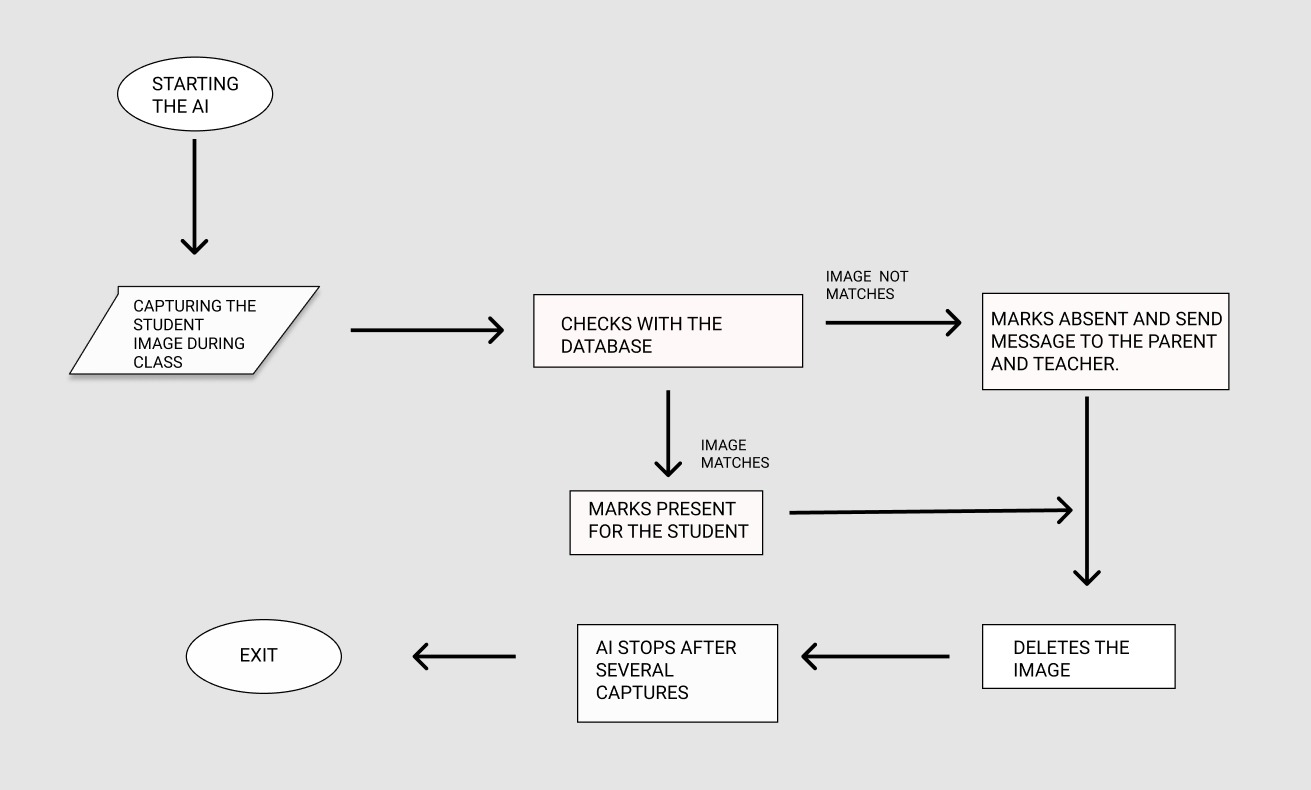 STARTING
THE AI
CAPTURING THE
STUDENT
IMAGE DURING
CLASS
CHECKS WITH THE
DATABASE
IMAGE  NOT
MATCHES
MARKS ABSENT AND SEND
MESSAGE TO THE PARENT
AND TEACHER.
IMAGE
MATCHES
MARKS PRESENT
FOR THE STUDENT
DELETES THE
IMAGE
AI STOPS AFTER
SEVERAL
CAPTURES
EXIT